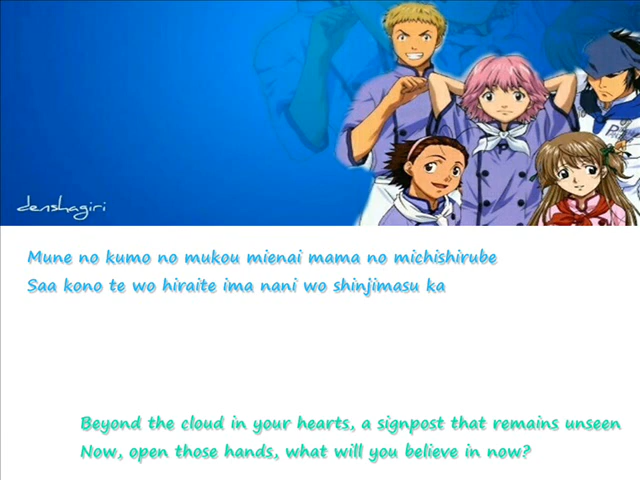 denshagiri
Mune no kumo no mukou mienai mama no michishirube
Saa kono te wo hiraite ima nani wo shinjimasu ka
Beyond the cloud in your hearts, a signpost that remains unseen
Now, open those hands, what will you believe in now?